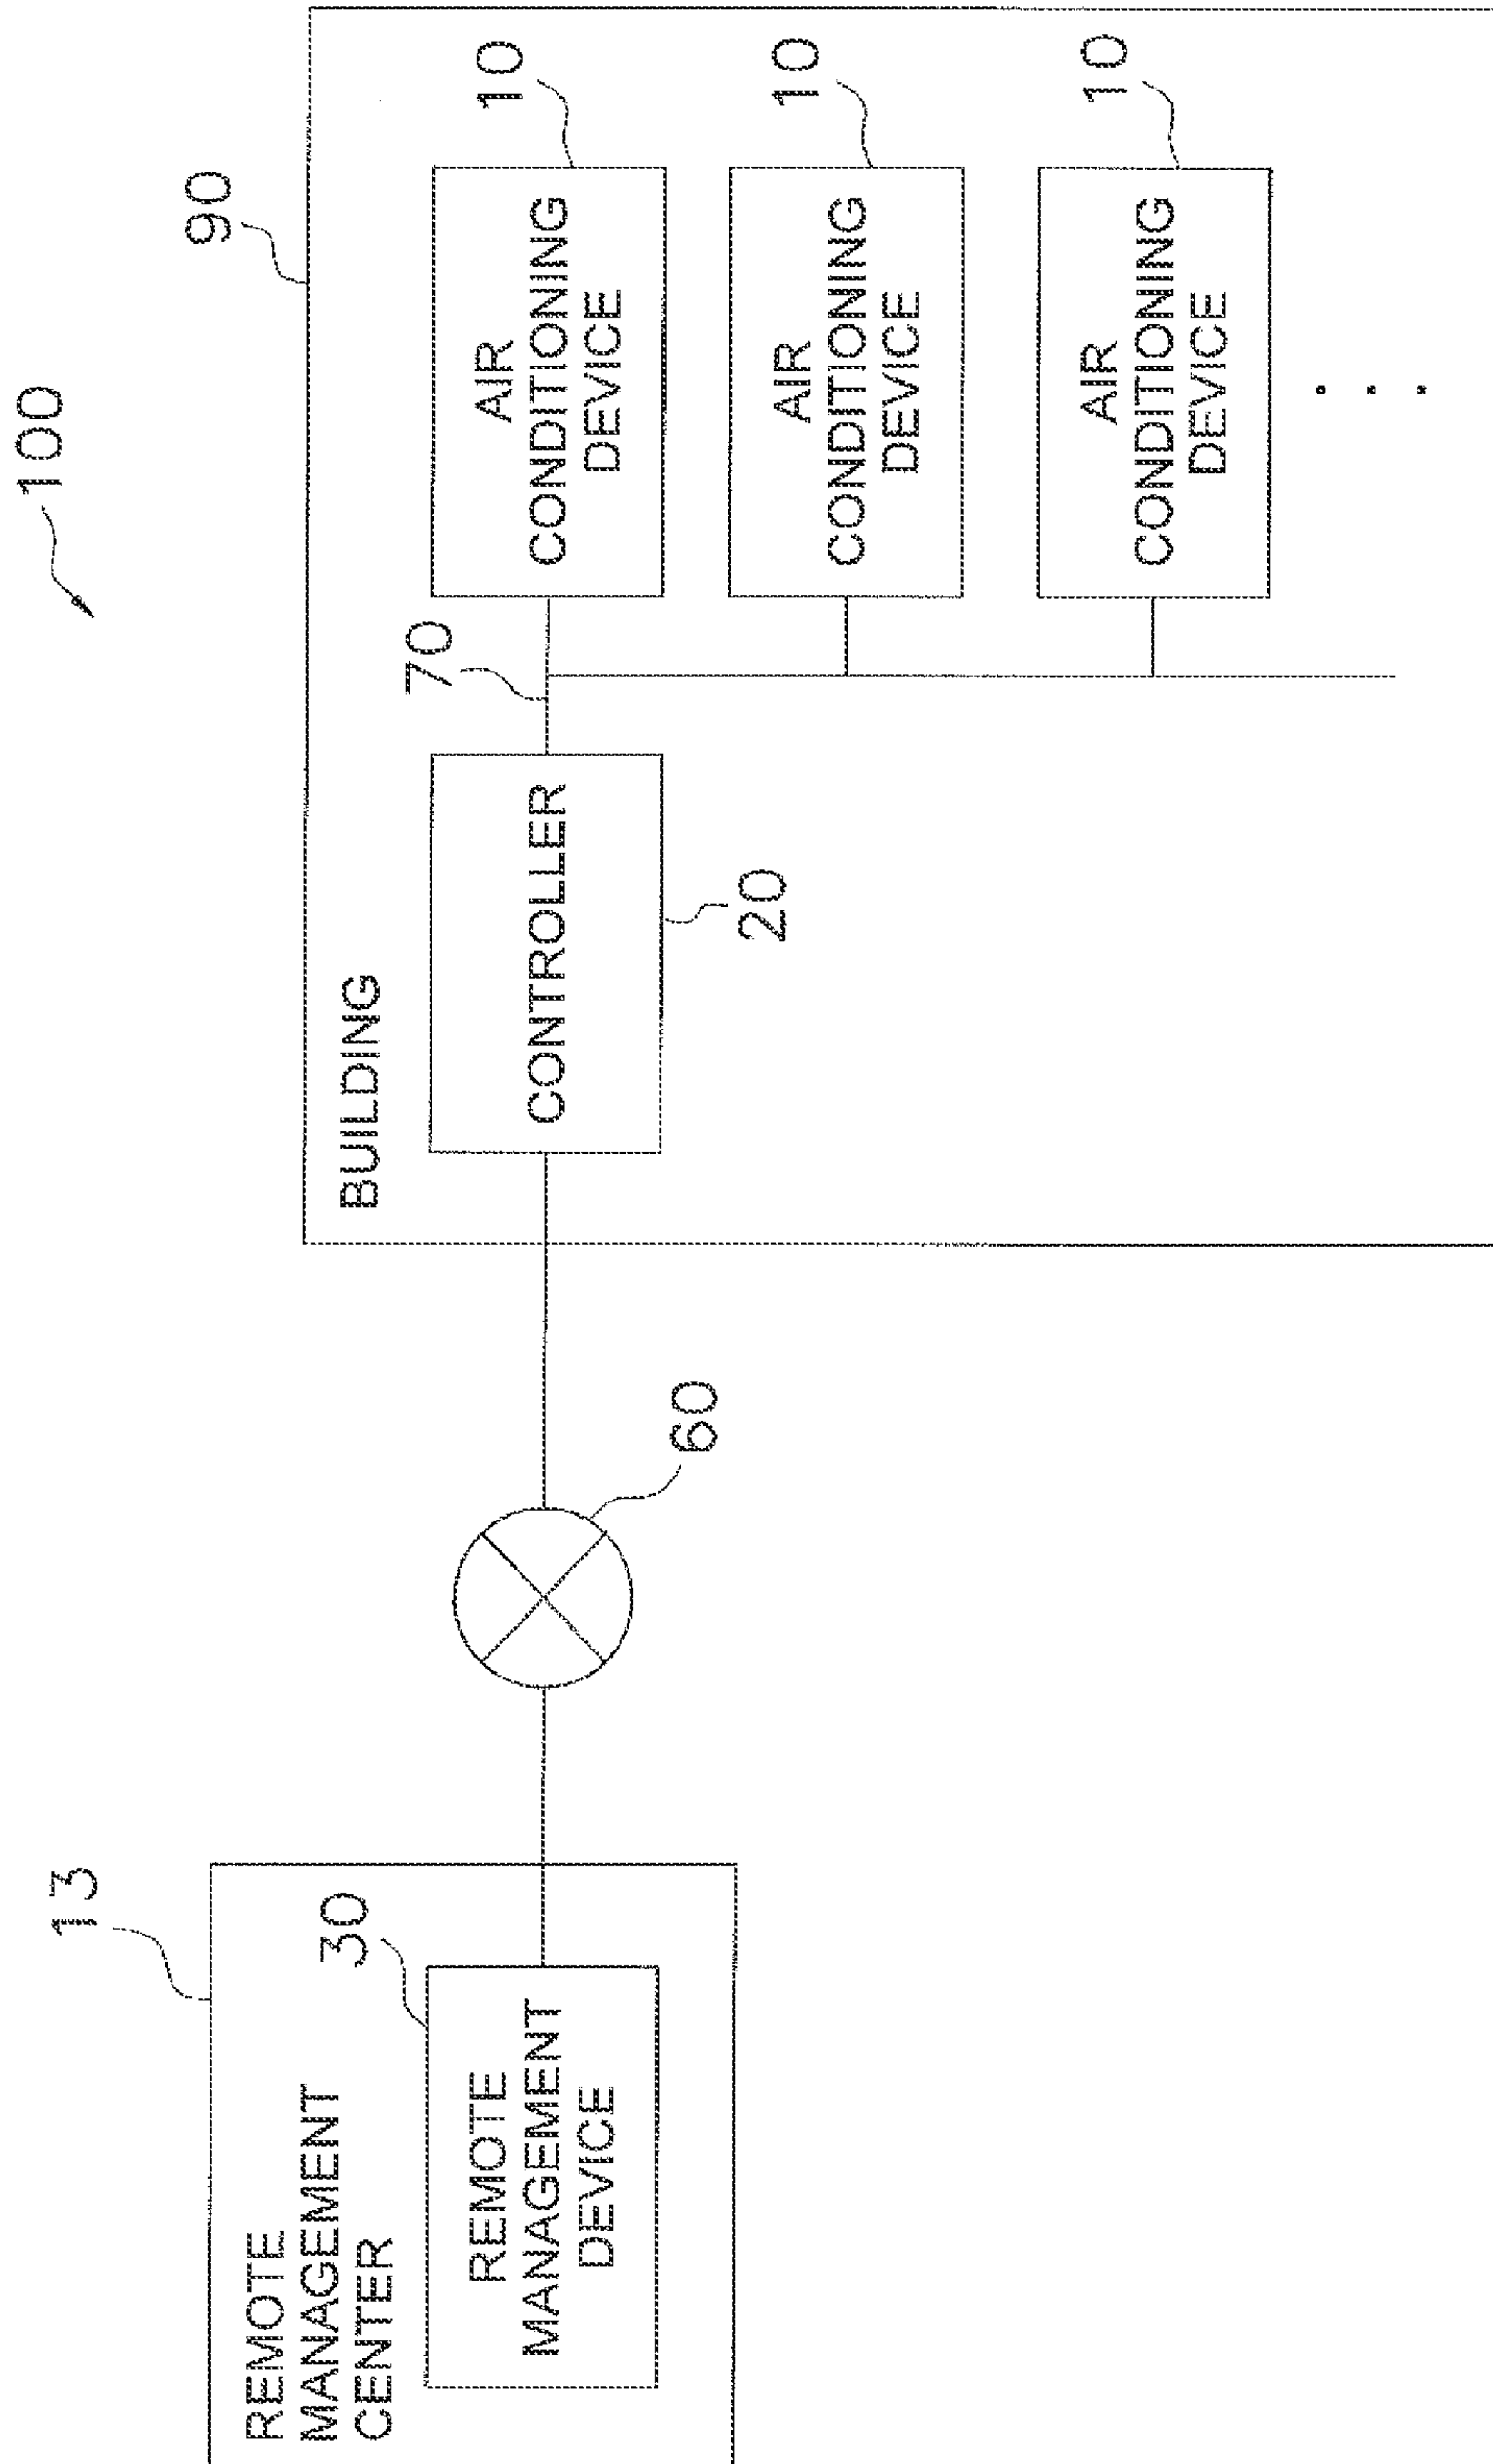 100
13
REMOTE
MANAGEMENT
CENTER
30
REMOTE
MANAGEMENT
DEVICE
60
90
BUILDING
CONTROLLER
20
70
AIR
CONDITIONING
DEVICE
10
AIR
CONDITIONING
DEVICE
10
AIR
CONDITIONING
DEVICE
10